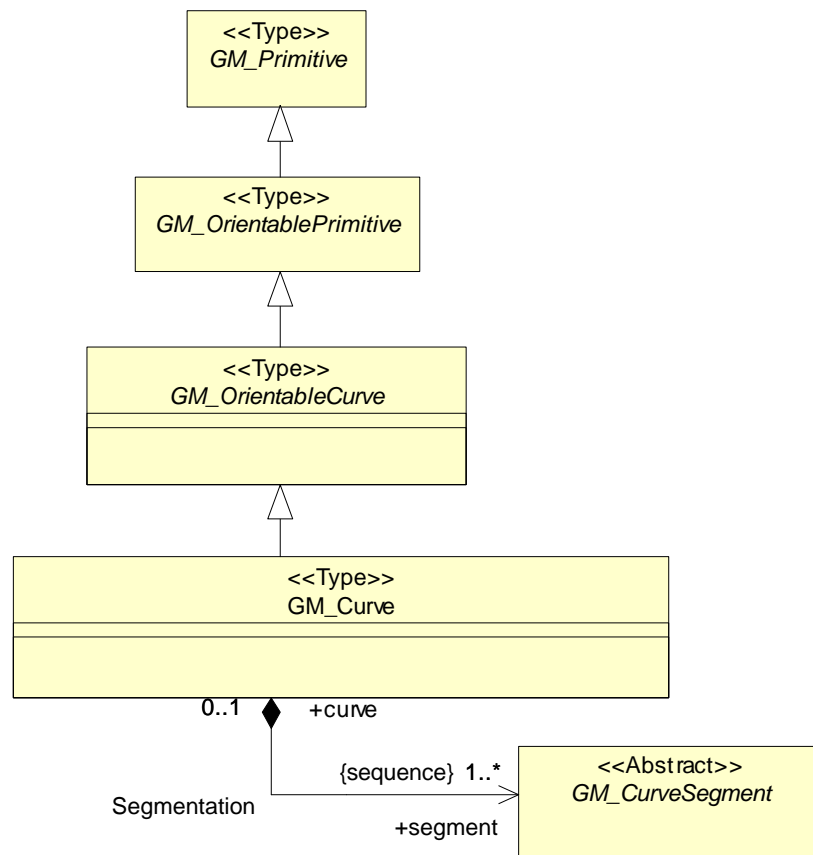 <<Type>>
GM_Primitive
<<Type>>
GM_OrientablePrimitive
<<Type>>
GM_OrientableCurve
<<Type>>
GM_Curve
0..1 +curve
{sequence} 1..*
Segmentation
+segment
<<Abstract>>
GM_CurveSegment